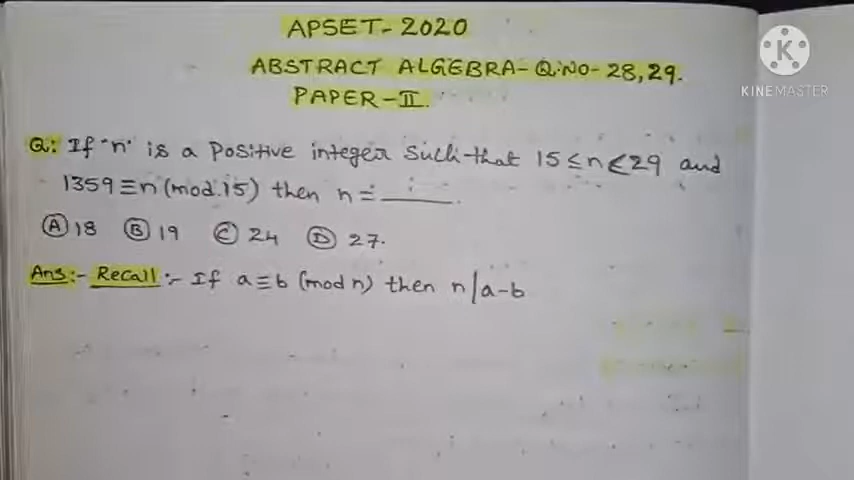 APSET-2020
ABSTRACT ALGEBRA-Q.NO-28,29.
PAPER-II.
K
KINEMASTER
Q: If "n" is a positive integer such that 15 ≤ n < 29 and
1359 ≡ n (mod 15) then n = ______.
Ⓐ 18 Ⓑ 19 Ⓒ 24 Ⓓ 27.
Ans:- Recall:- If a ≡ b (mod n) then n | a-b